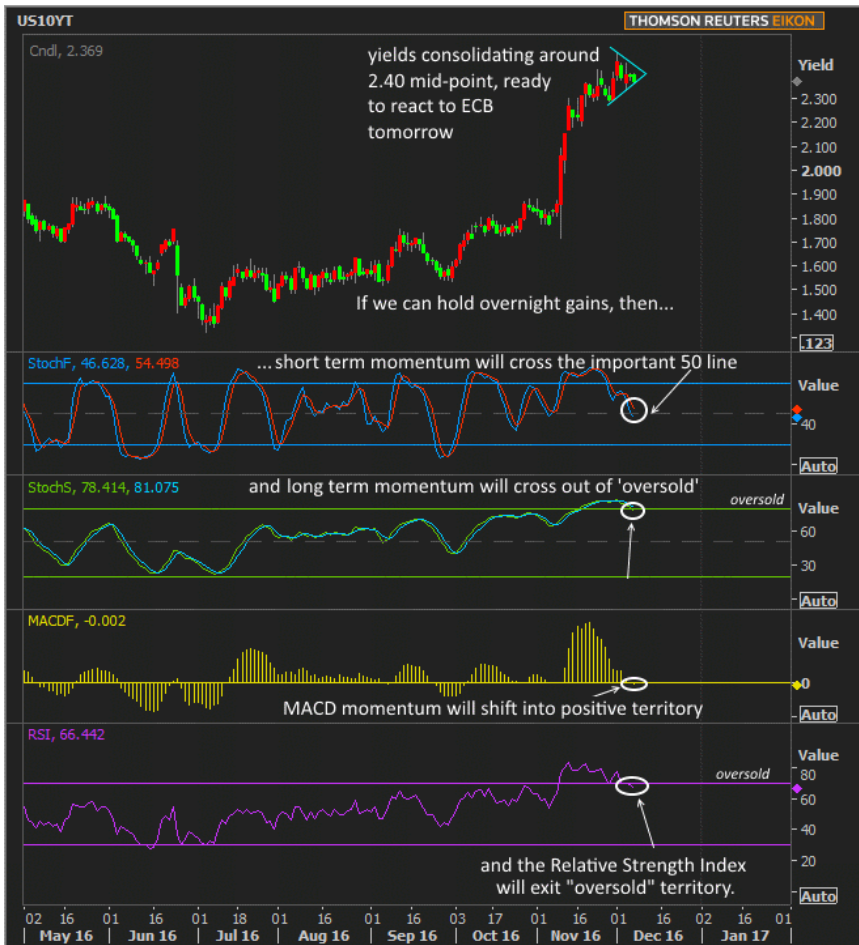 US10YT
THOMSON REUTERS EIKON
Cndl, 2.369
yields consolidating around
2.40 mid-point, ready
to react to ECB
tomorrow
Yield
2.300
2.200
2.100
2.000
1.900
1.800
1.700
1.600
1.500
1.400
.123
If we can hold overnight gains, then...
StochF, 46.628, 54.498
...short term momentum will cross the important 50 line
Value
40
Auto
StochS, 78.414, 81.075
and long term momentum will cross out of 'oversold'
oversold
Value
60
30
Auto
MACDF, -0.002
Value
0
MACD momentum will shift into positive territory
Auto
RSI, 66.442
Value
oversold
80
60
40
20
and the Relative Strength Index
will exit "oversold" territory.
Auto
02 16 01 16 01 18 01 16 01 16 03 17 01 16 01 16 02 16 01
May 16 Jun 16 Jul 16 Aug 16 Sep 16 Oct 16 Nov 16 Dec 16 Jan 17